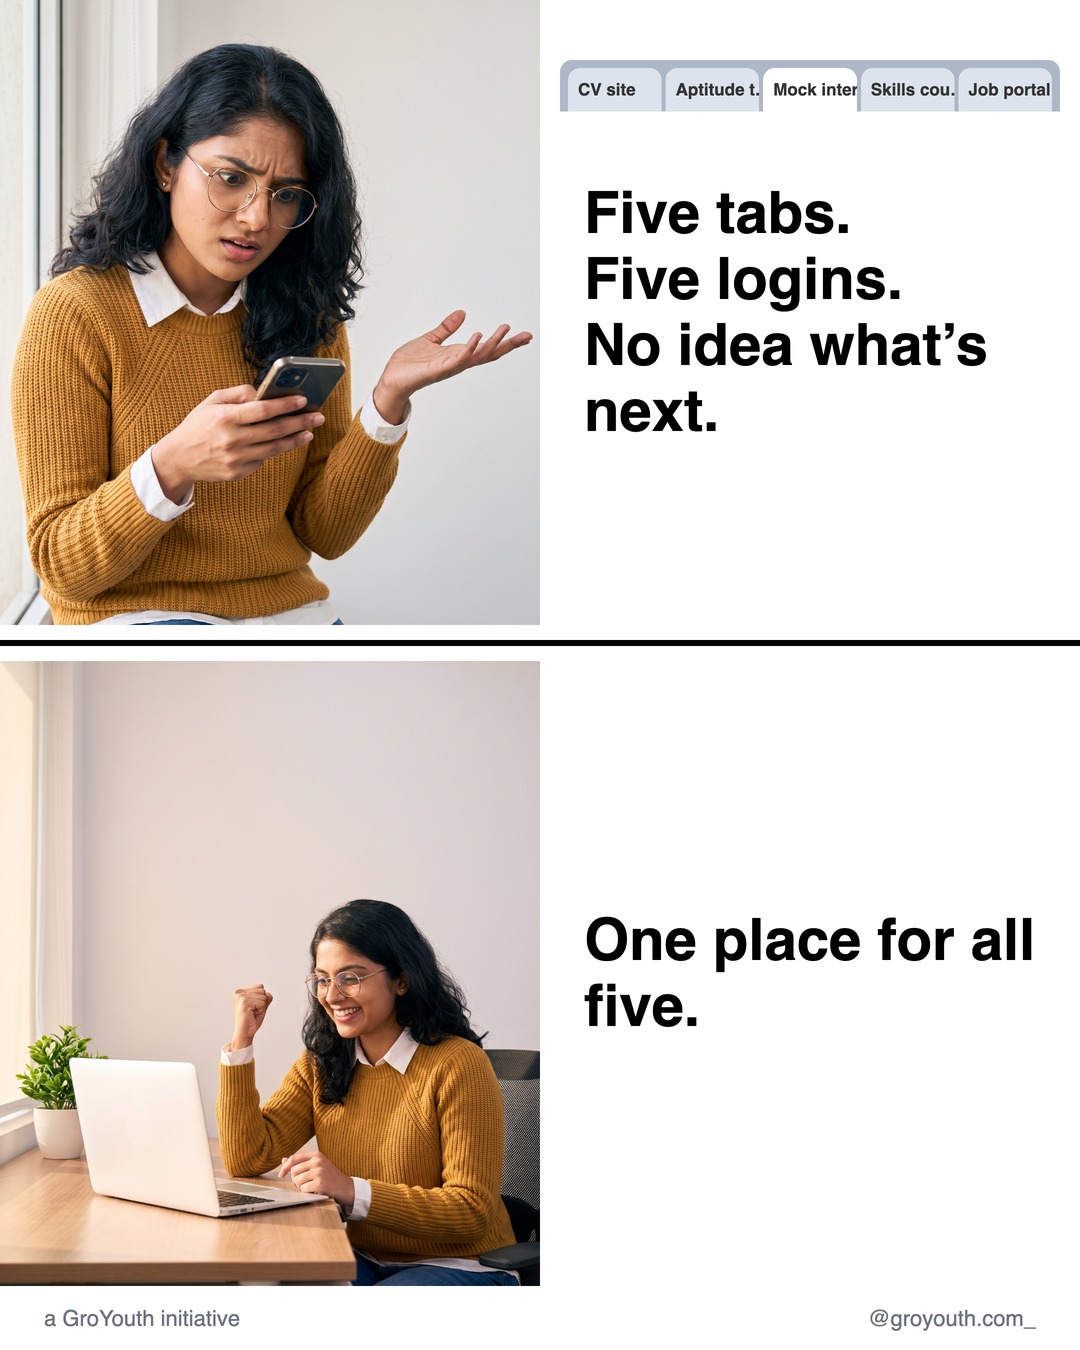 CV site
Aptitude t.
Mock inter
Skills cou.
Job portal
Five tabs.
Five logins.
No idea what’s
next.
One place for all
five.
a GroYouth initiative
@groyouth.com_